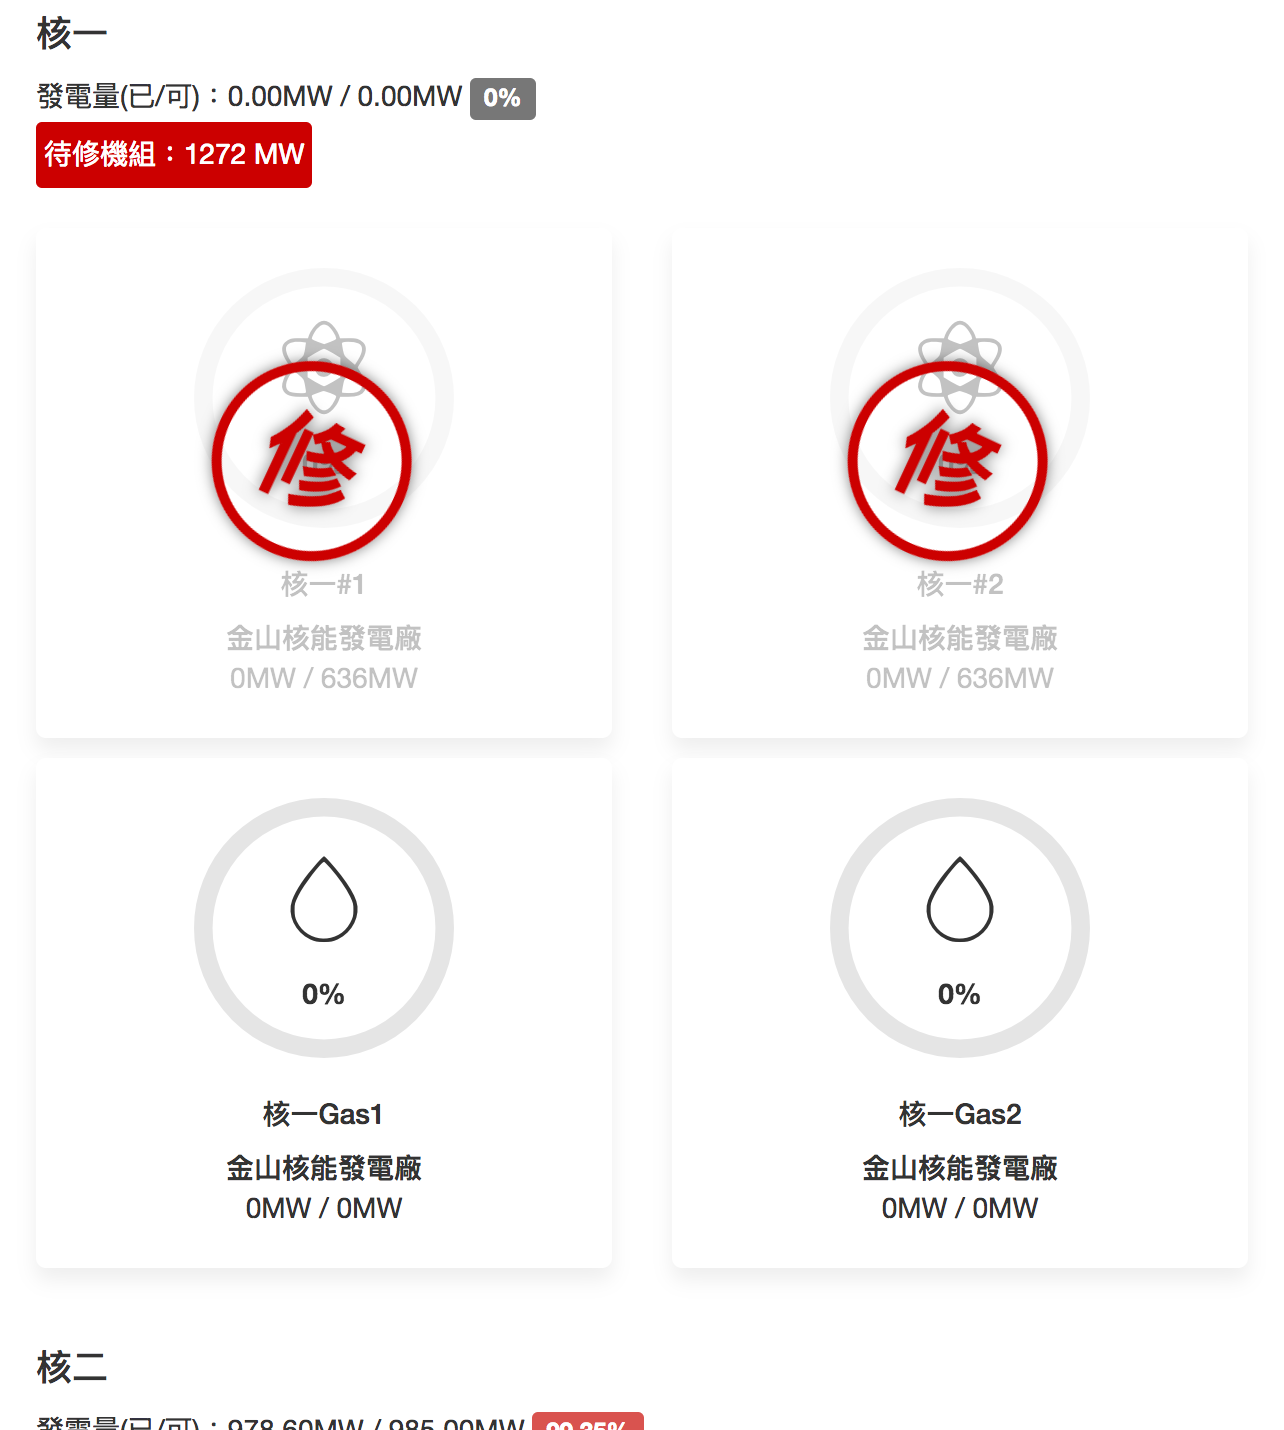 核一
發電量(已/可)：0.00MW / 0.00MW 0%
待修機組：1272 MW
修
修
核一#1
核一#2
金山核能發電廠
金山核能發電廠
0MW / 636MW
0MW / 636MW
0%
0%
核一Gas1
核一Gas2
金山核能發電廠
金山核能發電廠
0MW / 0MW
0MW / 0MW
核二
發電量(已/可)：978.60MW / 985.00MW 99.35%